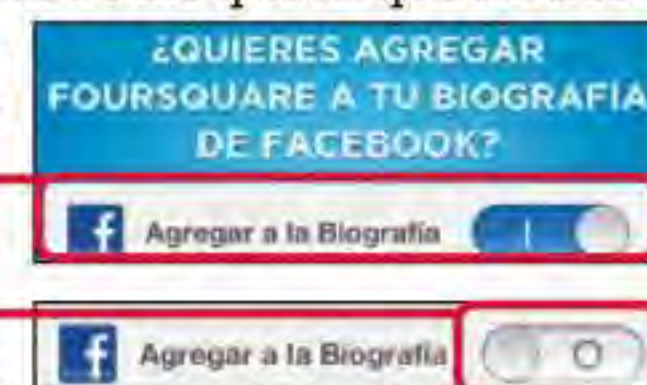 ¿QUIERES AGREGAR
FOURSQUARE A TU BIOGRAFIA
DE FACEBOOK?
f Agregar a la Biografía
f Agregar a la Biografía